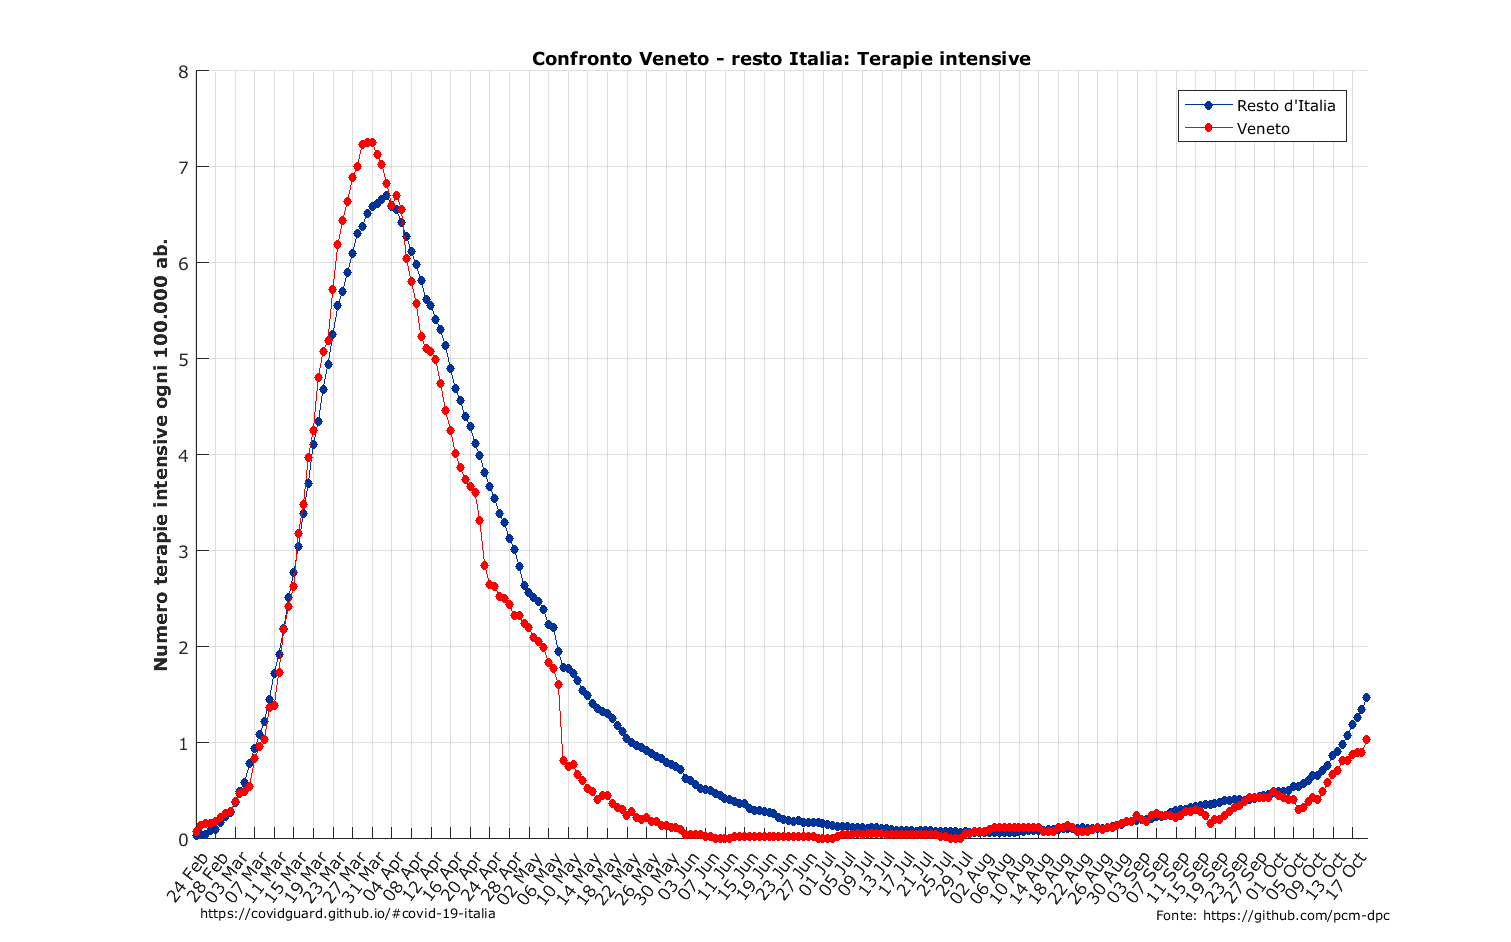 Confronto Veneto - resto Italia: Terapie intensive
Resto d'Italia
Veneto
Numero terapie intensive ogni 100.000 ab.
8
7
6
5
4
3
2
1
0
24 Feb
28 Feb
03 Mar
07 Mar
11 Mar
15 Mar
19 Mar
23 Mar
27 Mar
31 Mar
04 Apr
08 Apr
12 Apr
16 Apr
20 Apr
24 Apr
28 Apr
02 May
06 May
10 May
14 May
18 May
22 May
26 May
30 May
03 Jun
07 Jun
11 Jun
15 Jun
19 Jun
23 Jun
27 Jun
01 Jul
05 Jul
09 Jul
13 Jul
17 Jul
21 Jul
25 Jul
29 Jul
02 Aug
06 Aug
10 Aug
14 Aug
18 Aug
22 Aug
26 Aug
30 Aug
03 Sep
07 Sep
11 Sep
15 Sep
19 Sep
23 Sep
27 Sep
01 Oct
05 Oct
09 Oct
13 Oct
17 Oct
https://covidguard.github.io/#covid-19-italia
Fonte: https://github.com/pcm-dpc